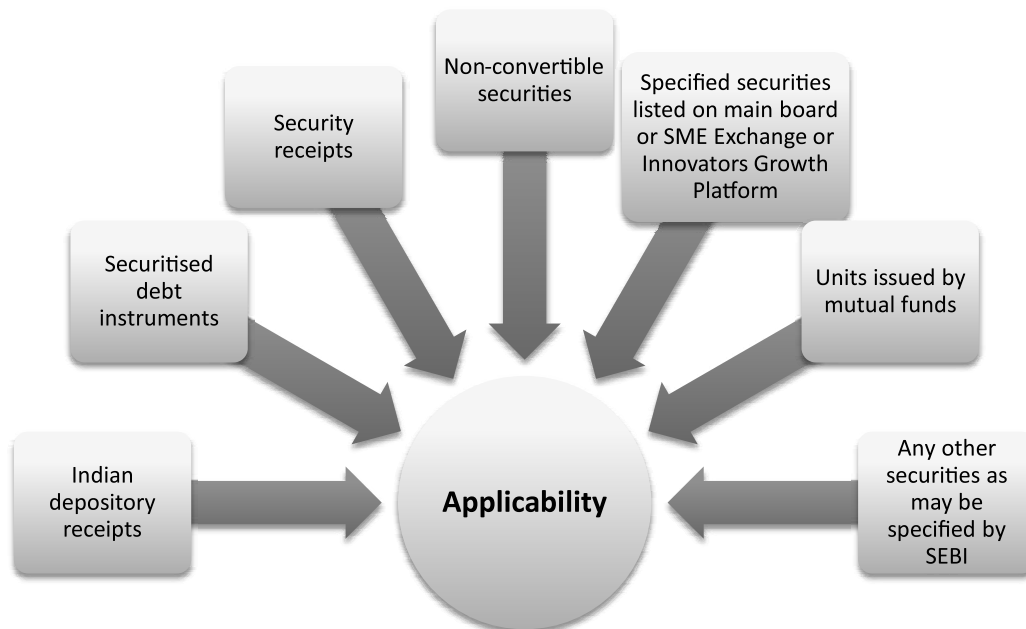 Non-convertible
securities
Specified securities
listed on main board
or SME Exchange or
Innovators Growth
Platform
Security
receipts
Securitised
debt
instruments
Units issued by
mutual funds
Indian
depository
receipts
Applicability
Any other
securities as
may be
specified by
SEBI